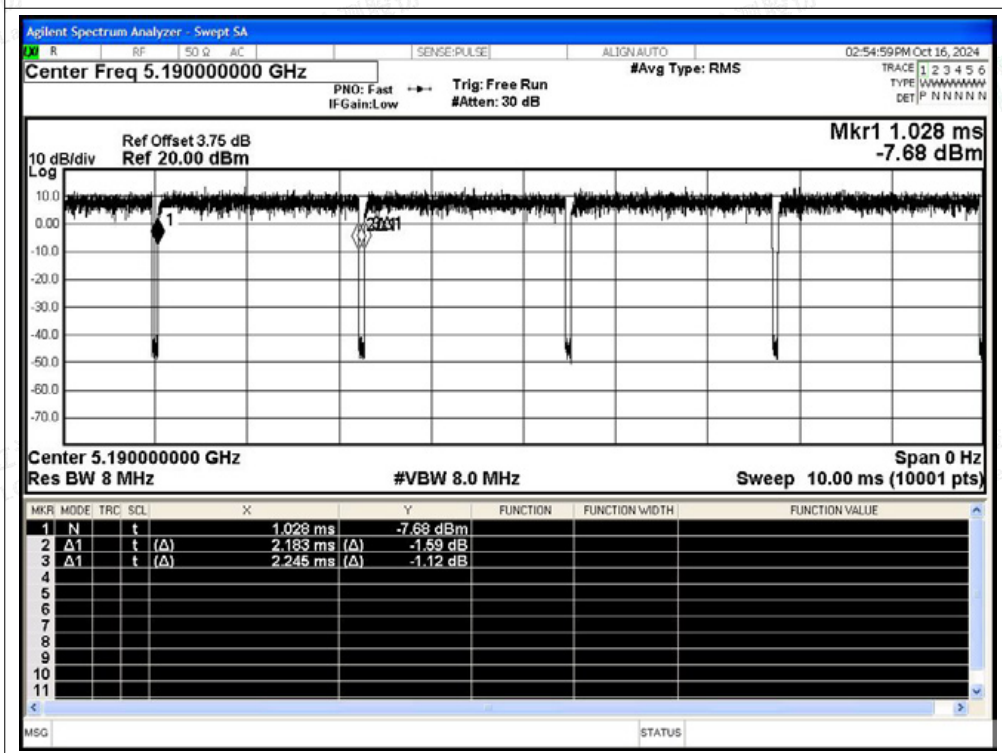 Agilent Spectrum Analyzer - Swept SA
LXI R RF 50 Ω AC SENSE:PULSE ALIGN AUTO 02:54:59 PM Oct 16, 2024
Center Freq 5.190000000 GHz #Avg Type: RMS TRACE 1 2 3 4 5 6
PNO: Fast Trig: Free Run TYPE WWWWWW
IFGain:Low #Atten: 30 dB DET P N N N N N
Mkr1 1.028 ms
Ref Offset 3.75 dB
10 dB/div Ref 20.00 dBm -7.68 dBm
Log
10.0
0.00
1
-10.0
-20.0
-30.0
-40.0
-50.0
-60.0
-70.0
Center 5.190000000 GHz Span 0 Hz
Res BW 8 MHz #VBW 8.0 MHz Sweep 10.00 ms (10001 pts)
MKR MODE TRC SCL X Y FUNCTION FUNCTION WIDTH FUNCTION VALUE
1 N t 1.028 ms -7.68 dBm
2 Δ1 t (Δ) 2.183 ms (Δ) -1.59 dB
3 Δ1 t (Δ) 2.245 ms (Δ) -1.12 dB
4
5
6
7
8
9
10
11
MSG STATUS